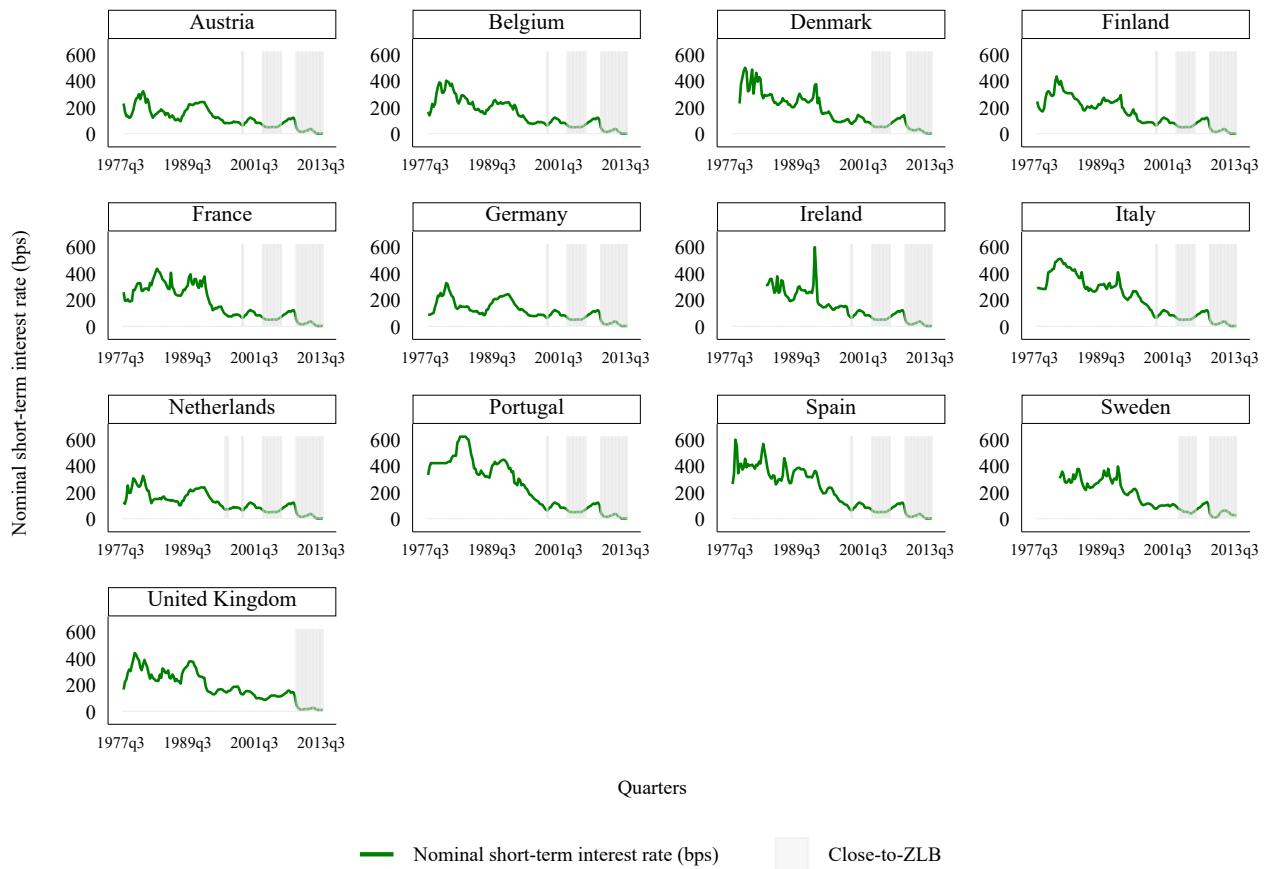 Austria Belgium Denmark Finland
600 600 600 600
400 400 400 400
200 200 200 200
0 0 0 0
1977q3 1989q3 2001q3 2013q3 1977q3 1989q3 2001q3 2013q3 1977q3 1989q3 2001q3 2013q3 1977q3 1989q3 2001q3 2013q3
France Germany Ireland Italy
600 600 600 600
400 400 400 400
200 200 200 200
0 0 0 0
1977q3 1989q3 2001q3 2013q3 1977q3 1989q3 2001q3 2013q3 1977q3 1989q3 2001q3 2013q3 1977q3 1989q3 2001q3 2013q3
Nominal short-term interest rate (bps)
Netherlands Portugal Spain Sweden
600 600 600 600
400 400 400 400
200 200 200 200
0 0 0 0
1977q3 1989q3 2001q3 2013q3 1977q3 1989q3 2001q3 2013q3 1977q3 1989q3 2001q3 2013q3 1977q3 1989q3 2001q3 2013q3
United Kingdom
600
400
200
0
1977q3 1989q3 2001q3 2013q3
Quarters
Nominal short-term interest rate (bps) Close-to-ZLB